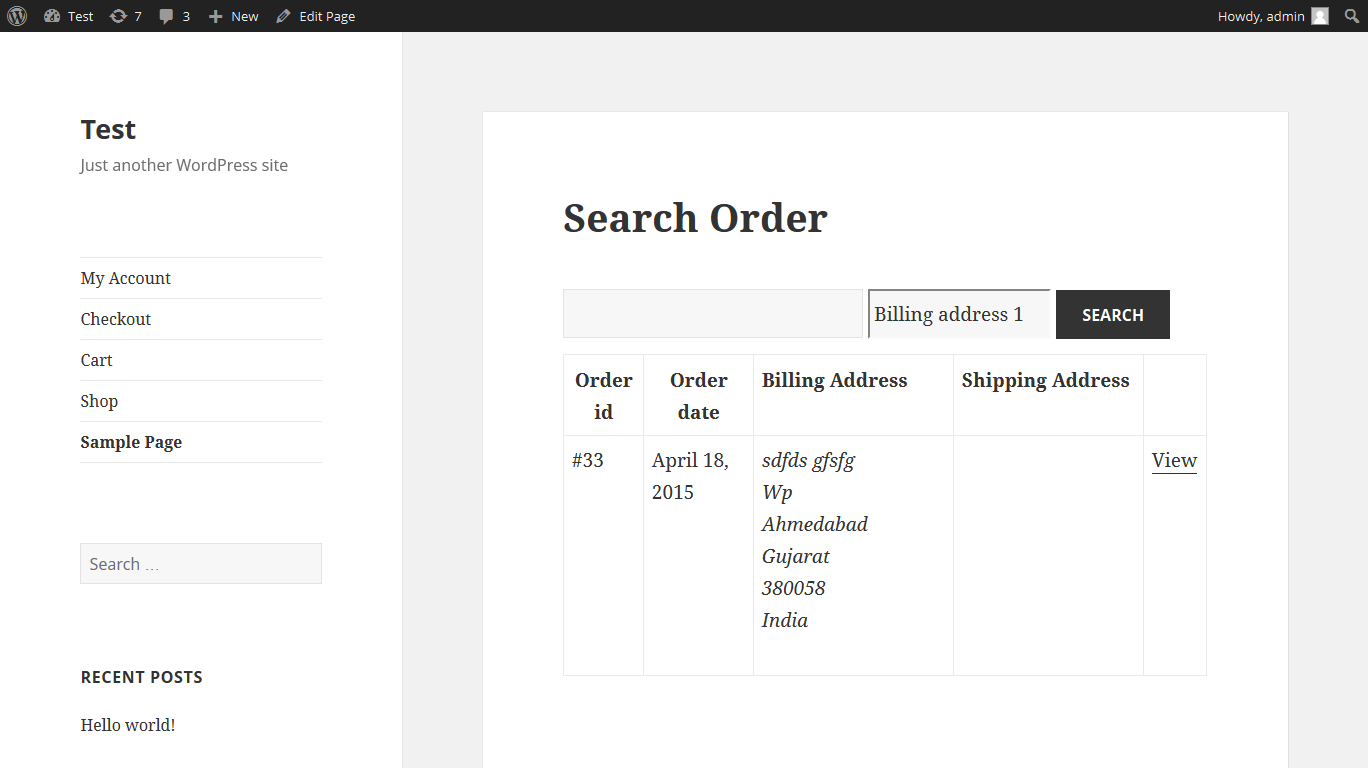 Test 7 3 New Edit Page Howdy, admin
Test
Just another WordPress site
My Account
Checkout
Cart
Shop
Sample Page
Search …
RECENT POSTS
Hello world!
Search Order
Billing address 1 SEARCH
Order id Order date Billing Address Shipping Address
#33 April 18, 2015 sdfds gfsfg View
Wp
Ahmedabad
Gujarat
380058
India